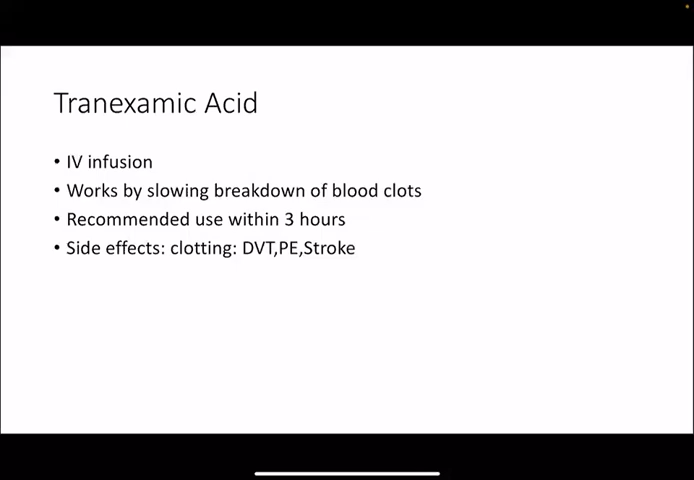 Tranexamic Acid
• IV infusion
• Works by slowing breakdown of blood clots
• Recommended use within 3 hours
• Side effects: clotting: DVT,PE,Stroke